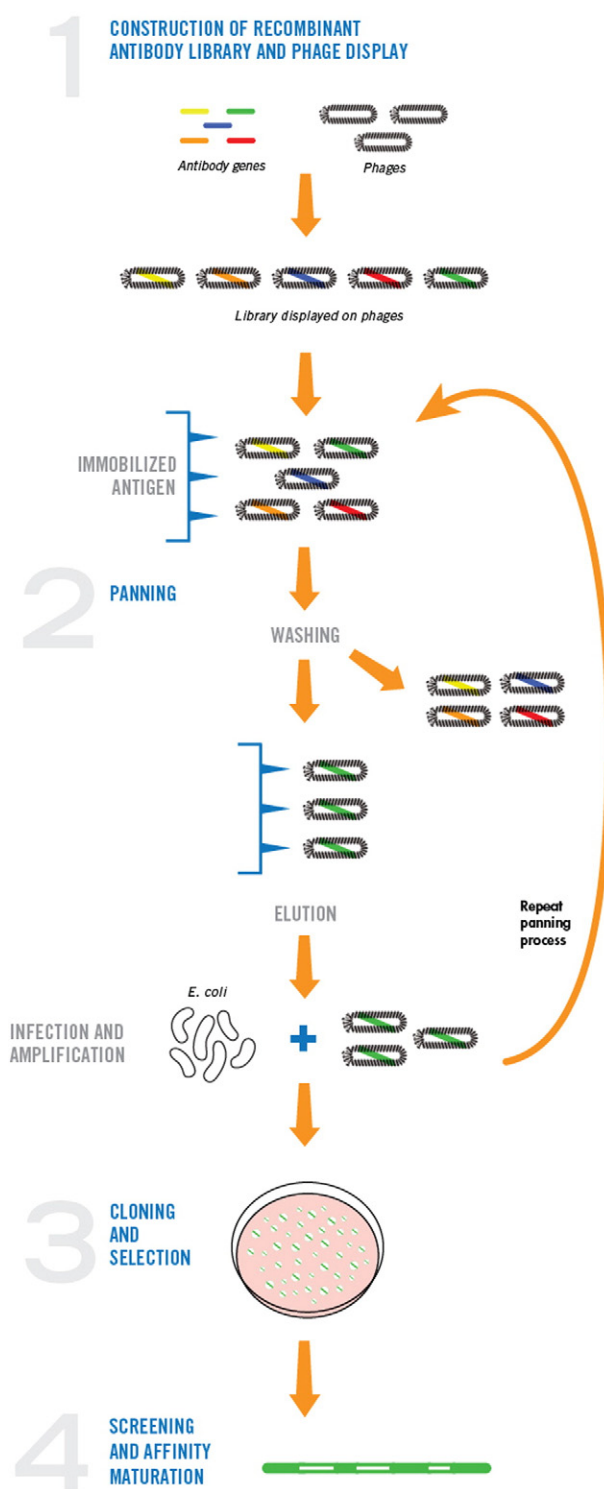 1
CONSTRUCTION OF RECOMBINANT
ANTIBODY LIBRARY AND PHAGE DISPLAY
Antibody genes
Phages
Library displayed on phages
IMMOBILIZED
ANTIGEN
2
PANNING
WASHING
ELUTION
Repeat
panning
process
E. coli
INFECTION AND
AMPLIFICATION
3
CLONING
AND
SELECTION
4
SCREENING
AND AFFINITY
MATURATION